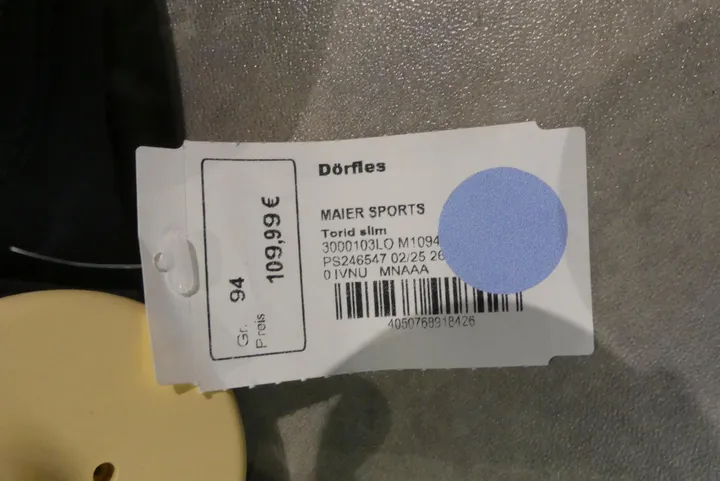 Dörfles
MAIER SPORTS
Torid slim
3000103LO M1094
PS246547 02/25 26
0 IVNU MNAAA
4050768918426
Gr. 94
Preis 109,99 €